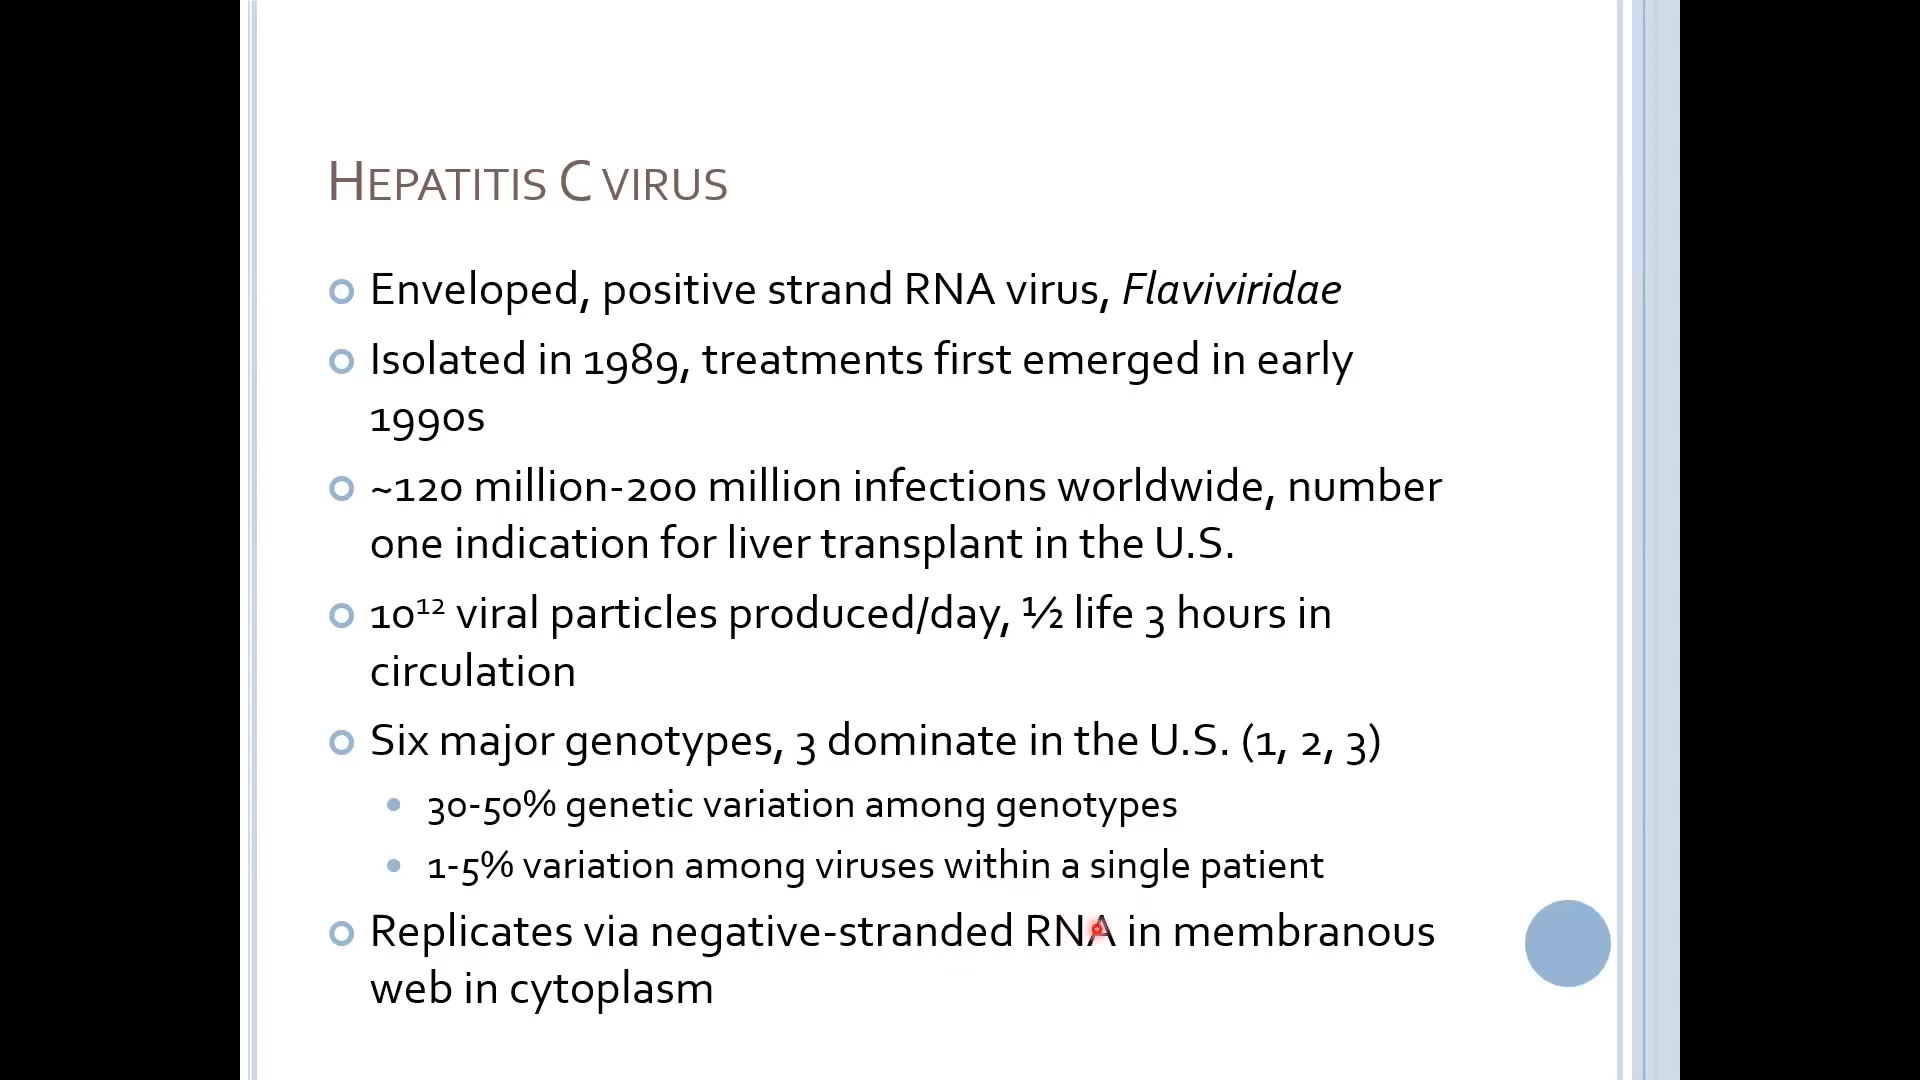 HEPATITIS C VIRUS
Enveloped, positive strand RNA virus, Flaviviridae
Isolated in 1989, treatments first emerged in early
1990s
~120 million-200 million infections worldwide, number
one indication for liver transplant in the U.S.
10¹² viral particles produced/day, ½ life 3 hours in
circulation
Six major genotypes, 3 dominate in the U.S. (1, 2, 3)
30-50% genetic variation among genotypes
1-5% variation among viruses within a single patient
Replicates via negative-stranded RNA in membranous
web in cytoplasm